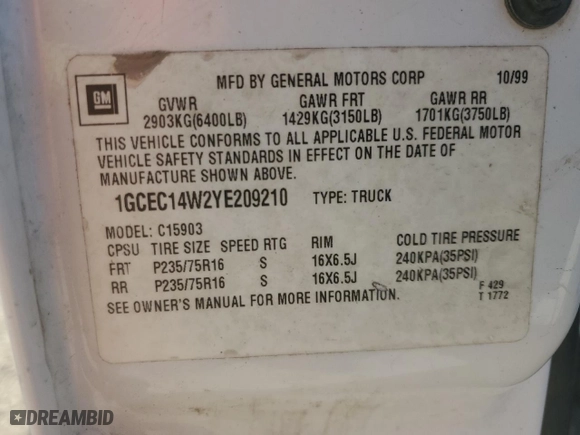 GM
MFD BY GENERAL MOTORS CORP 10/99
GVWR GAWR FRT GAWR RR
2903KG(6400LB) 1429KG(3150LB) 1701KG(3750LB)
THIS VEHICLE CONFORMS TO ALL APPLICABLE U.S. FEDERAL MOTOR
VEHICLE SAFETY STANDARDS IN EFFECT ON THE DATE OF
MANUFACTURE SHOWN ABOVE.
1GCEC14W2YE209210 TYPE: TRUCK
MODEL: C15903
CPSU TIRE SIZE SPEED RTG RIM COLD TIRE PRESSURE
FRT P235/75R16 S 16X6.5J 240KPA(35PSI)
RR P235/75R16 S 16X6.5J 240KPA(35PSI)
SEE OWNER'S MANUAL FOR MORE INFORMATION.
F 429
T 1772
DREAMBID